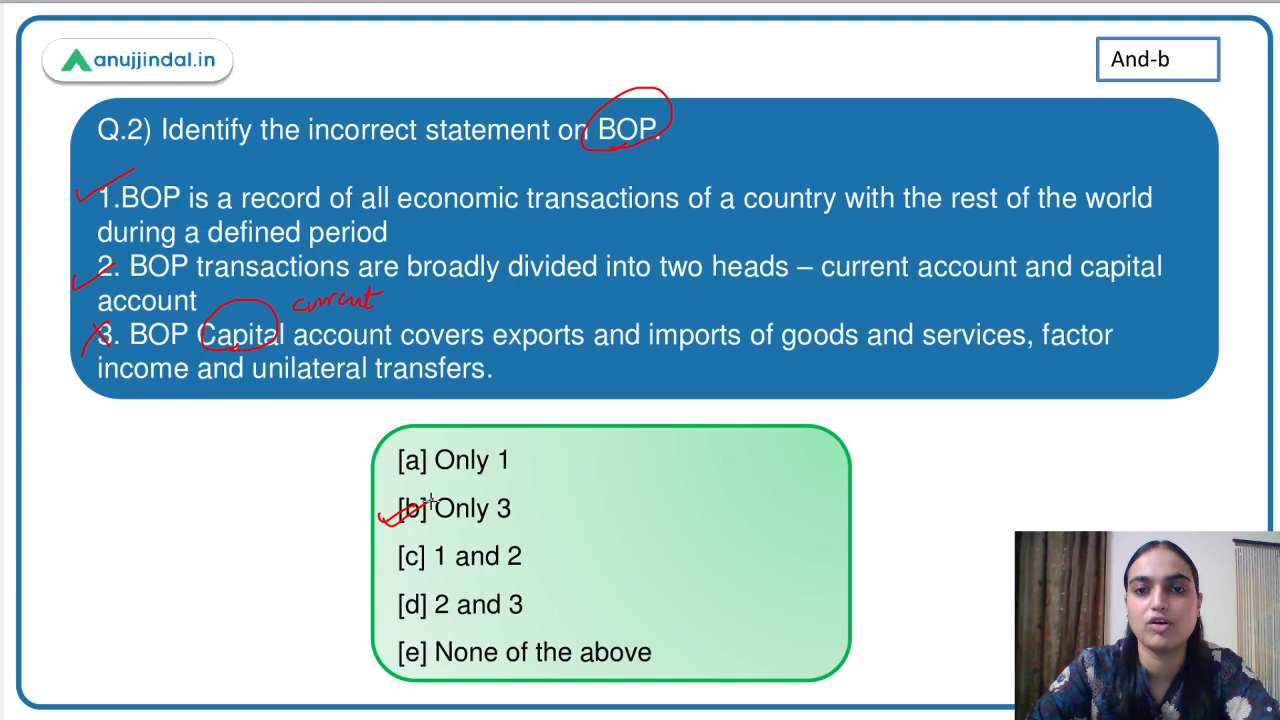 anujjindal.in
And-b
Q.2) Identify the incorrect statement on BOP.
1.BOP is a record of all economic transactions of a country with the rest of the world
during a defined period
2. BOP transactions are broadly divided into two heads – current account and capital
account
current
3. BOP Capital account covers exports and imports of goods and services, factor
income and unilateral transfers.
[a] Only 1
[b] Only 3
[c] 1 and 2
[d] 2 and 3
[e] None of the above